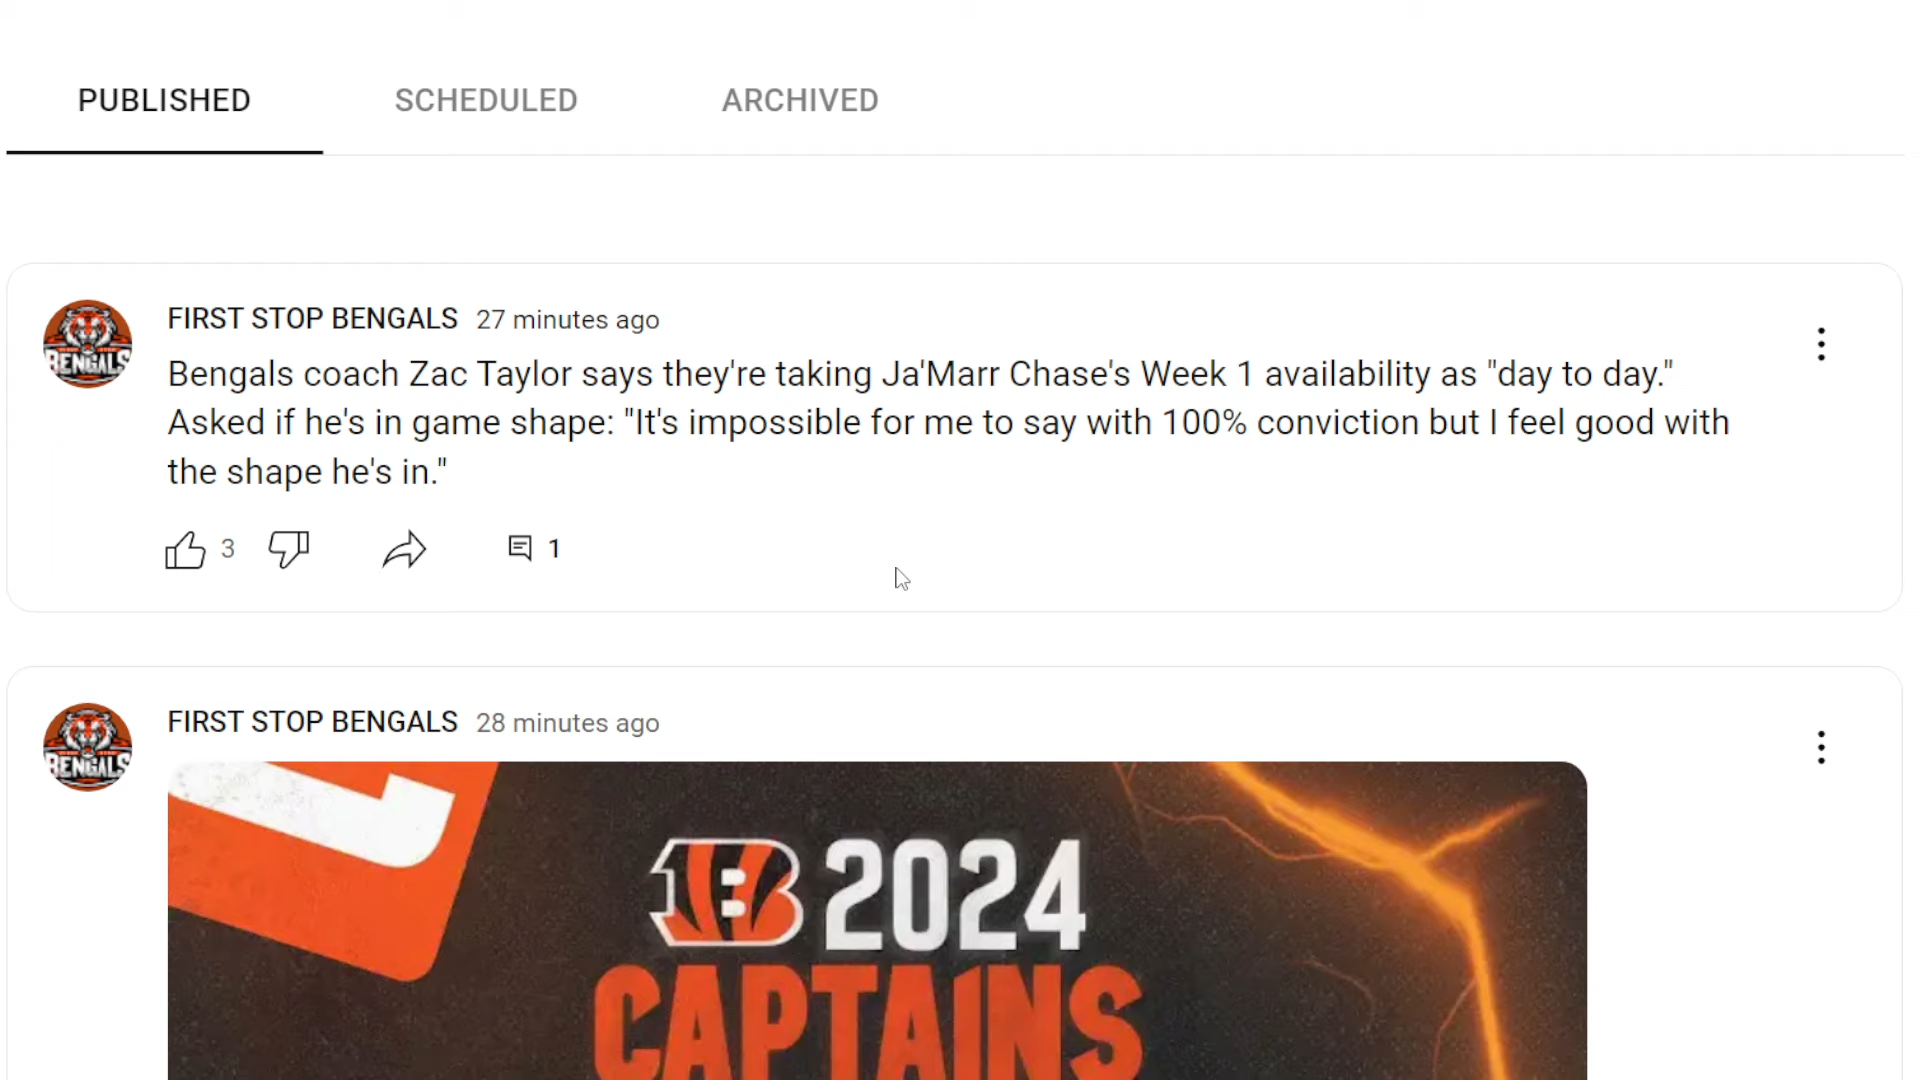 PUBLISHED SCHEDULED ARCHIVED
FIRST STOP BENGALS 27 minutes ago
Bengals coach Zac Taylor says they're taking Ja'Marr Chase's Week 1 availability as "day to day."
Asked if he's in game shape: "It's impossible for me to say with 100% conviction but I feel good with
the shape he's in."
3 1
BENGALS
FIRST STOP BENGALS 28 minutes ago
BENGALS
B 2024
CAPTAINS